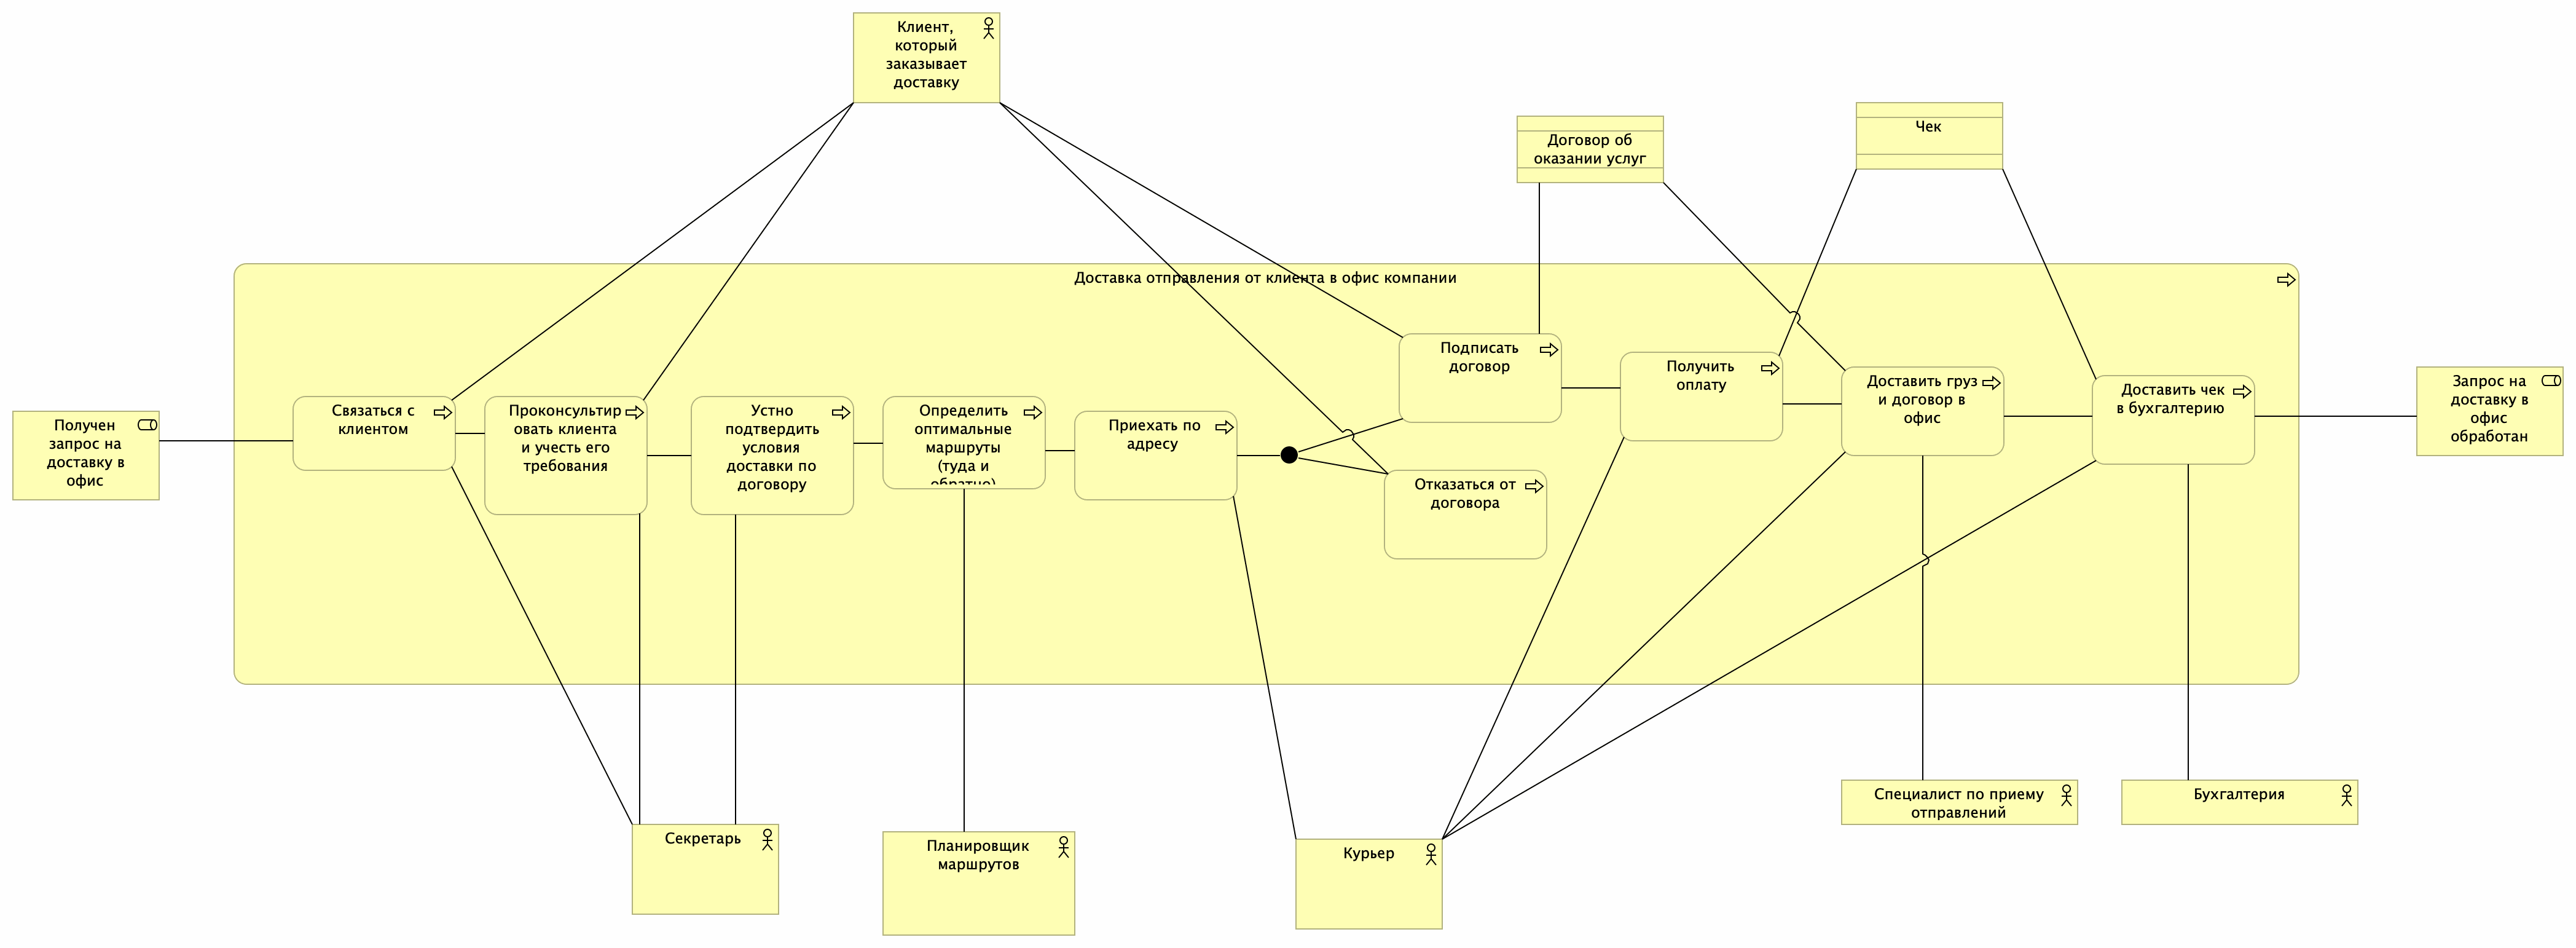 Клиент,
который
заказывает
доставку
Договор об
оказании услуг
Чек
Доставка отправления от клиента в офис компании
Получен
запрос на
доставку в
офис
Связаться с
клиентом
Проконсультир
овать клиента
и учесть его
требования
Устно
подтвердить
условия
доставки по
договору
Определить
оптимальные
маршруты
(туда и
обратно)
Приехать по
адресу
Подписать
договор
Отказаться от
договора
Получить
оплату
Доставить груз
и договор в
офис
Доставить чек
в бухгалтерию
Запрос на
доставку в
офис
обработан
Секретарь
Планировщик
маршрутов
Курьер
Специалист по приему
отправлений
Бухгалтерия